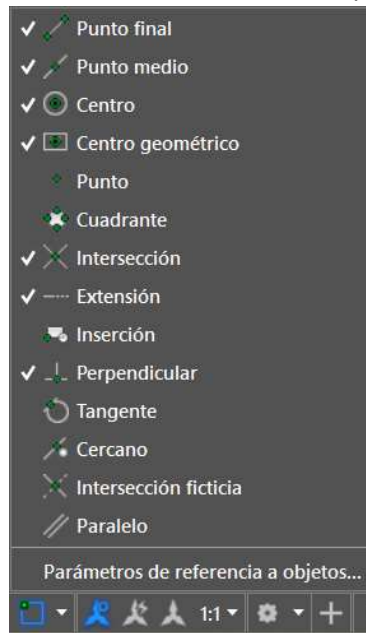 Punto final
Punto medio
Centro
Centro geométrico
Punto
Cuadrante
Intersección
Extensión
Inserción
Perpendicular
Tangente
Cercano
Intersección ficticia
Paralelo
Parámetros de referencia a objetos...
1:1